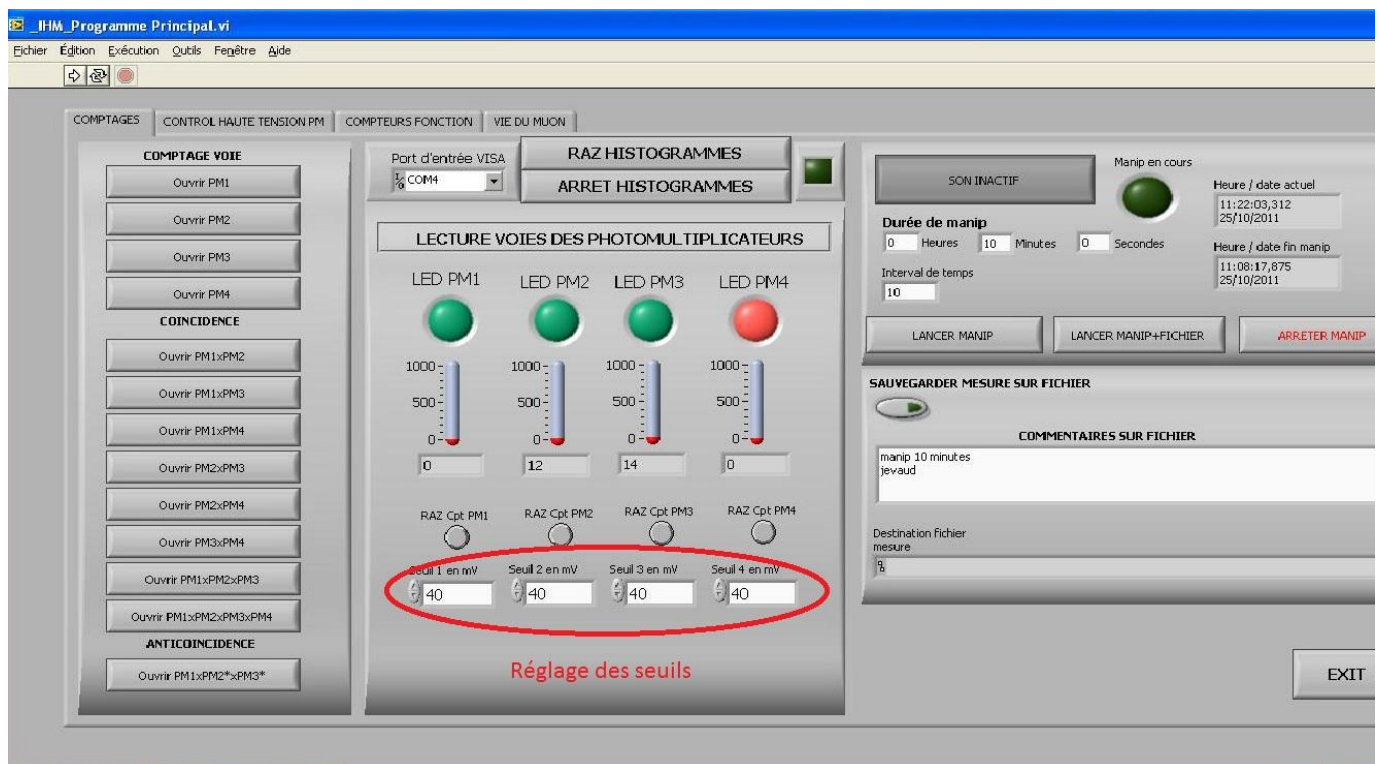 _IHM_Programme Principal.vi
Fichier Édition Exécution Outils Fenêtre Aide
COMPTAGES CONTROL HAUTE TENSION PM COMPTEURS FONCTION VIE DU MUON
COMPTAGE VOIE
Ouvrir PM1
Ouvrir PM2
Ouvrir PM3
Ouvrir PM4
COINCIDENCE
Ouvrir PM1xPM2
Ouvrir PM1xPM3
Ouvrir PM1xPM4
Ouvrir PM2xPM3
Ouvrir PM2xPM4
Ouvrir PM3xPM4
Ouvrir PM1xPM2xPM3
Ouvrir PM1xPM2xPM3xPM4
ANTICOINCIDENCE
Ouvrir PM1xPM2*xPM3*
Port d'entrée VISA
COM4
RAZ HISTOGRAMMES
ARRET HISTOGRAMMES
LECTURE VOIES DES PHOTOMULTIPLICATEURS
LED PM1 LED PM2 LED PM3 LED PM4
1000 1000 1000 1000
500 500 500 500
0 0 0 0
0 12 14 0
RAZ Cpt PM1 RAZ Cpt PM2 RAZ Cpt PM3 RAZ Cpt PM4
Seuil 1 en mV Seuil 2 en mV Seuil 3 en mV Seuil 4 en mV
40 40 40 40
Réglage des seuils
SON INACTIF
Manip en cours
Heure / date actuel
11:22:03,312
25/10/2011
Durée de manip
0 Heures 10 Minutes 0 Secondes
Heure / date fin manip
11:08:17,875
25/10/2011
Interval de temps
10
LANCER MANIP LANCER MANIP+FICHIER ARRETER MANIP
SAUVEGARDER MESURE SUR FICHIER
COMMENTAIRES SUR FICHIER
manip 10 minutes
jevaud
Destination fichier
mesure
EXIT